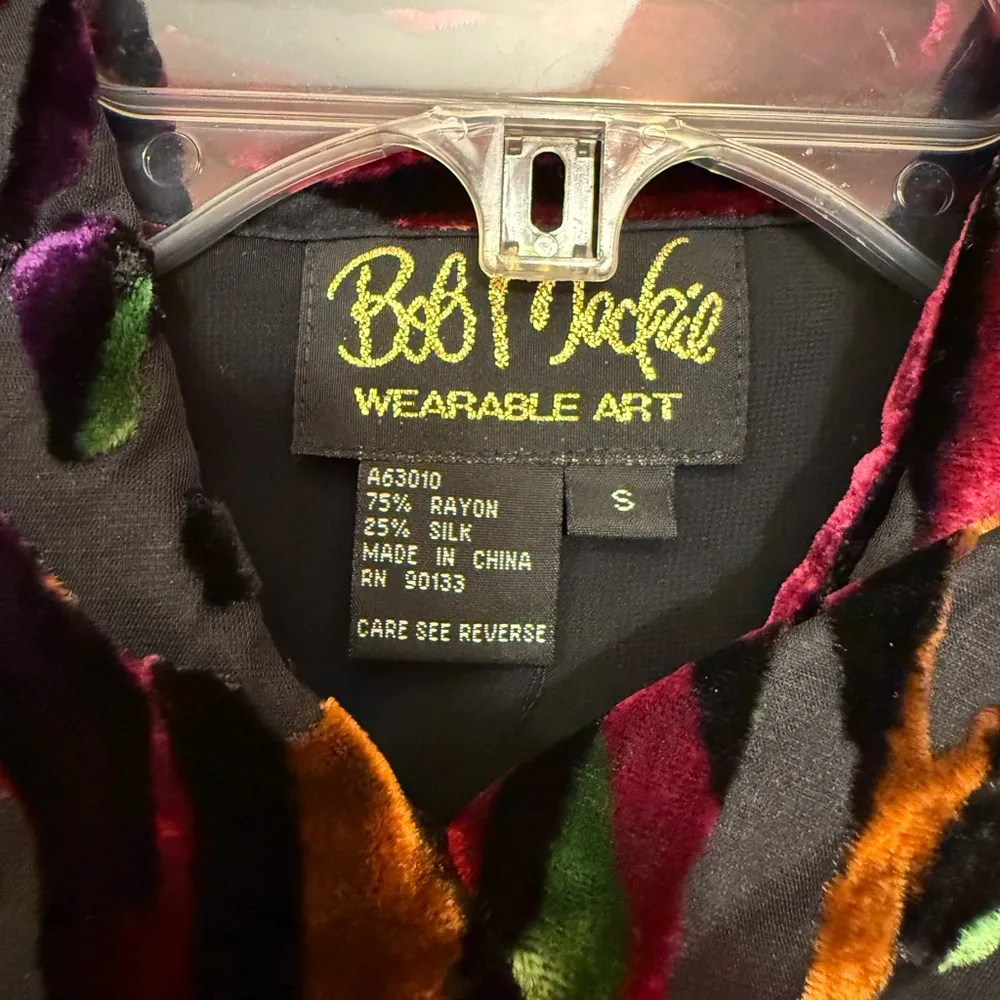 Bob Mackie
WEARABLE ART
A63010
75% RAYON
25% SILK
MADE IN CHINA
RN 90133
CARE SEE REVERSE
S